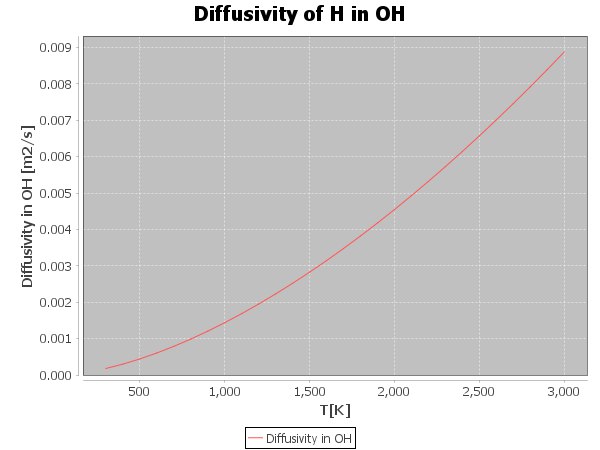 Diffusivity of H in OH
Diffusivity in OH [m2/s]
0.009
0.008
0.007
0.006
0.005
0.004
0.003
0.002
0.001
0.000
500 1,000 1,500 2,000 2,500 3,000
T[K]
Diffusivity in OH